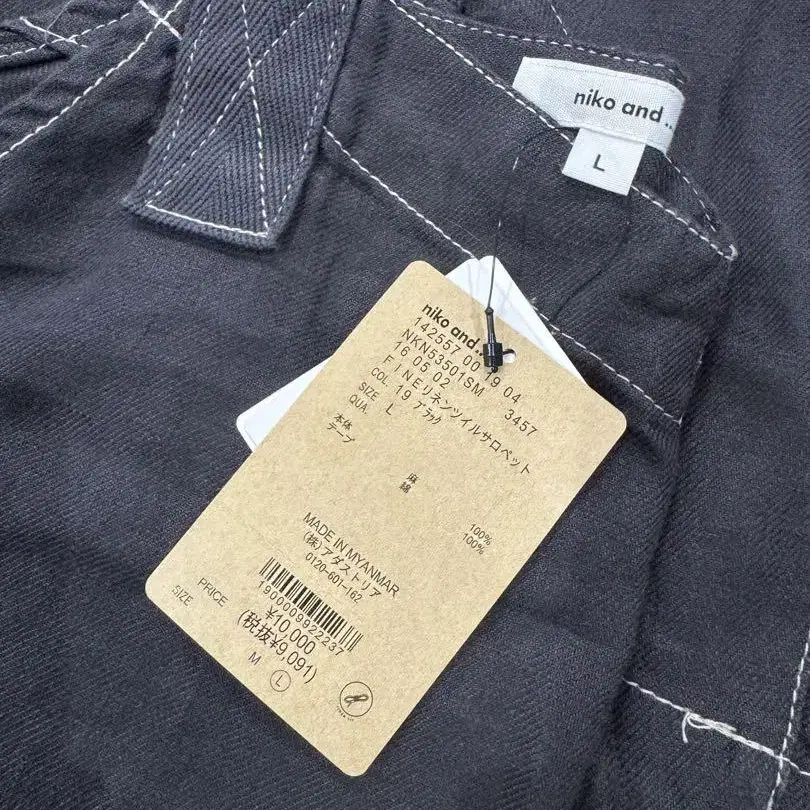 niko and ...
L
niko and...
142557 00 19 04
NKN53501SM 3457
16 05 02
FINEリネンツイルサロペット
COL. 19 ブラック
SIZE L
QUA.
本体 麻 100%
テープ 綿 100%
MADE IN MYANMAR
(株)アダストリア
0120-601-162
1900009922237
PRICE ¥10,000
(税抜¥9,091)
SIZE M L